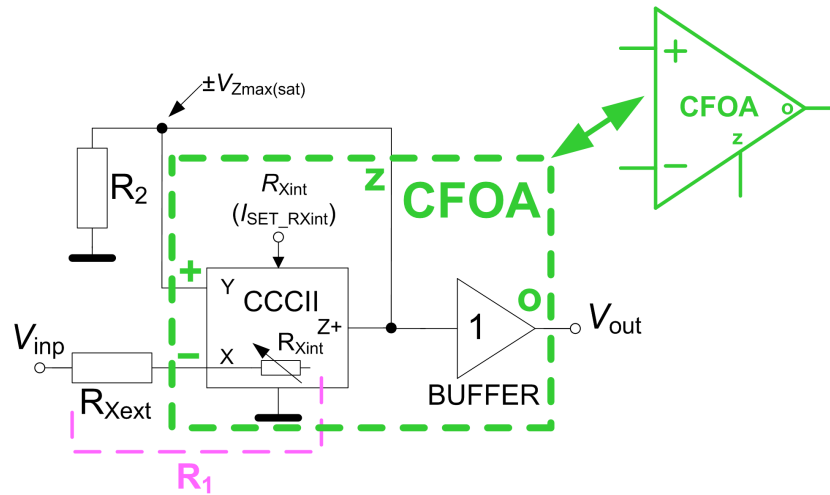 ±VZmax(sat)
+
CFOA
o
z
−
R2
z
CFOA
RXint
(ISET_RXint)
+
Y
CCCII
o
Z+
1
Vout
Vinp
−
X
RXint
RXext
BUFFER
R1